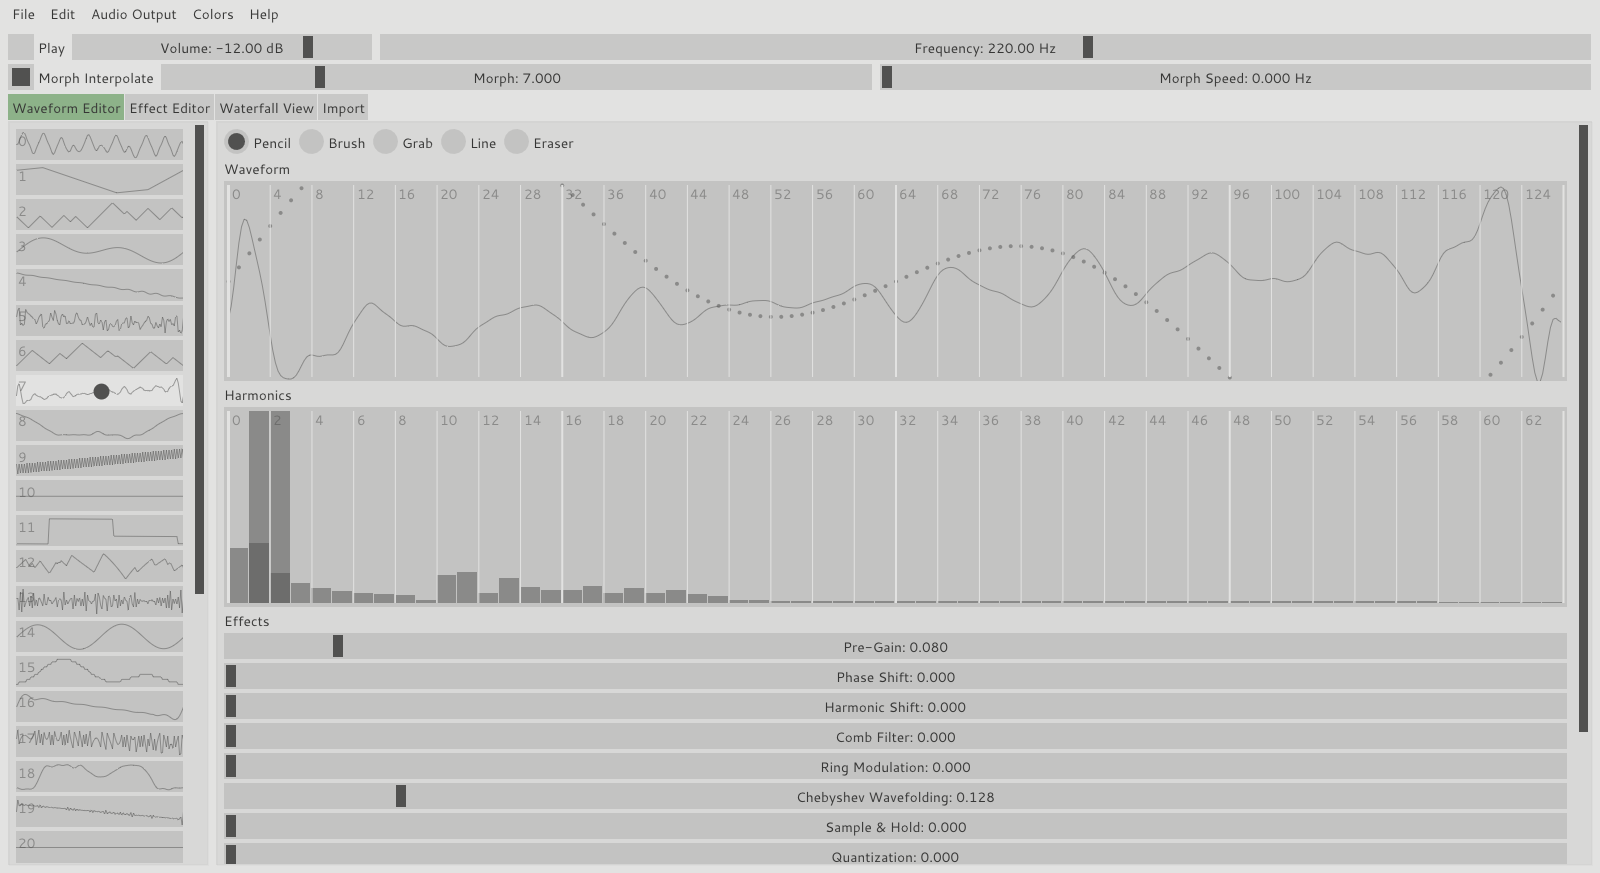 File Edit Audio Output Colors Help
Play Volume: -12.00 dB Frequency: 220.00 Hz
Morph Interpolate Morph: 7.000 Morph Speed: 0.000 Hz
Waveform Editor Effect Editor Waterfall View Import
0
1
2
3
4
5
6
7
8
9
10
11
12
13
14
15
16
17
18
19
20
Pencil Brush Grab Line Eraser
Waveform
0 4 8 12 16 20 24 28 32 36 40 44 48 52 56 60 64 68 72 76 80 84 88 92 96 100 104 108 112 116 120 124
Harmonics
0 2 4 6 8 10 12 14 16 18 20 22 24 26 28 30 32 34 36 38 40 42 44 46 48 50 52 54 56 58 60 62
Effects
Pre-Gain: 0.080
Phase Shift: 0.000
Harmonic Shift: 0.000
Comb Filter: 0.000
Ring Modulation: 0.000
Chebyshev Wavefolding: 0.128
Sample & Hold: 0.000
Quantization: 0.000